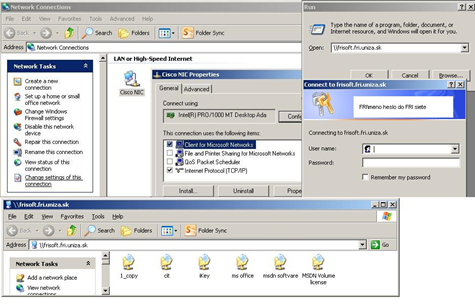 Network Connections
File Edit View Favorites Tools Advanced Help
Back Search Folders Folder Sync
Address Network Connections
Network Tasks
Create a new connection
Set up a home or small office network
Change Windows Firewall settings
Disable this network device
Repair this connection
Rename this connection
View status of this connection
Change settings of this connection
LAN or High-Speed Internet
Cisco NIC
Cisco NIC Properties
General Advanced
Connect using:
Intel(R) PRO/1000 MT Desktop Ada
This connection uses the following items:
Client for Microsoft Networks
File and Printer Sharing for Microsoft Networks
QoS Packet Scheduler
Internet Protocol (TCP/IP)
Install... Uninstall
Run
Type the name of a program, folder, document, or
Internet resource, and Windows will open it for you.
Open: \\frisoft.fri.uniza.sk
OK Cancel Browse...
Connect to frisoft.fri.uniza.sk
FRImeno heslo do FRI siete
Connecting to frisoft.fri.uniza.sk
User name:
Password:
Remember my password
\\frisoft.fri.uniza.sk
File Edit View Favorites Tools Help
Back Search Folders Folder Sync
Address \\frisoft.fri.uniza.sk Go
Network Tasks
Add a network place
View network connections
1_copy cit iKey ms office msdn software MSDN Volume license